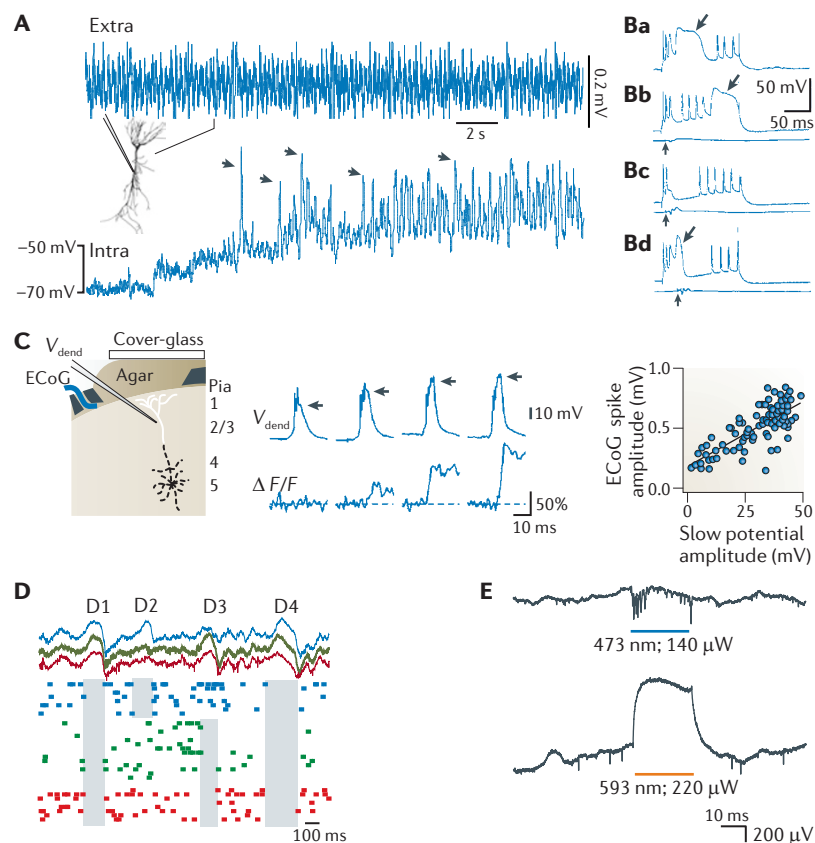 A
Extra
0.2 mV
2 s
−50 mV
Intra
−70 mV
Ba
50 mV
50 ms
Bb
Bc
Bd
C
Vdend
Cover-glass
ECoG
Agar
Pia
1
2/3
4
5
Vdend
10 mV
Δ F/F
50%
10 ms
ECoG spike
amplitude (mV)
1.0
0.5
0.0
0
25
50
Slow potential
amplitude (mV)
D
D1
D2
D3
D4
100 ms
E
473 nm; 140 μW
593 nm; 220 μW
10 ms
200 μV